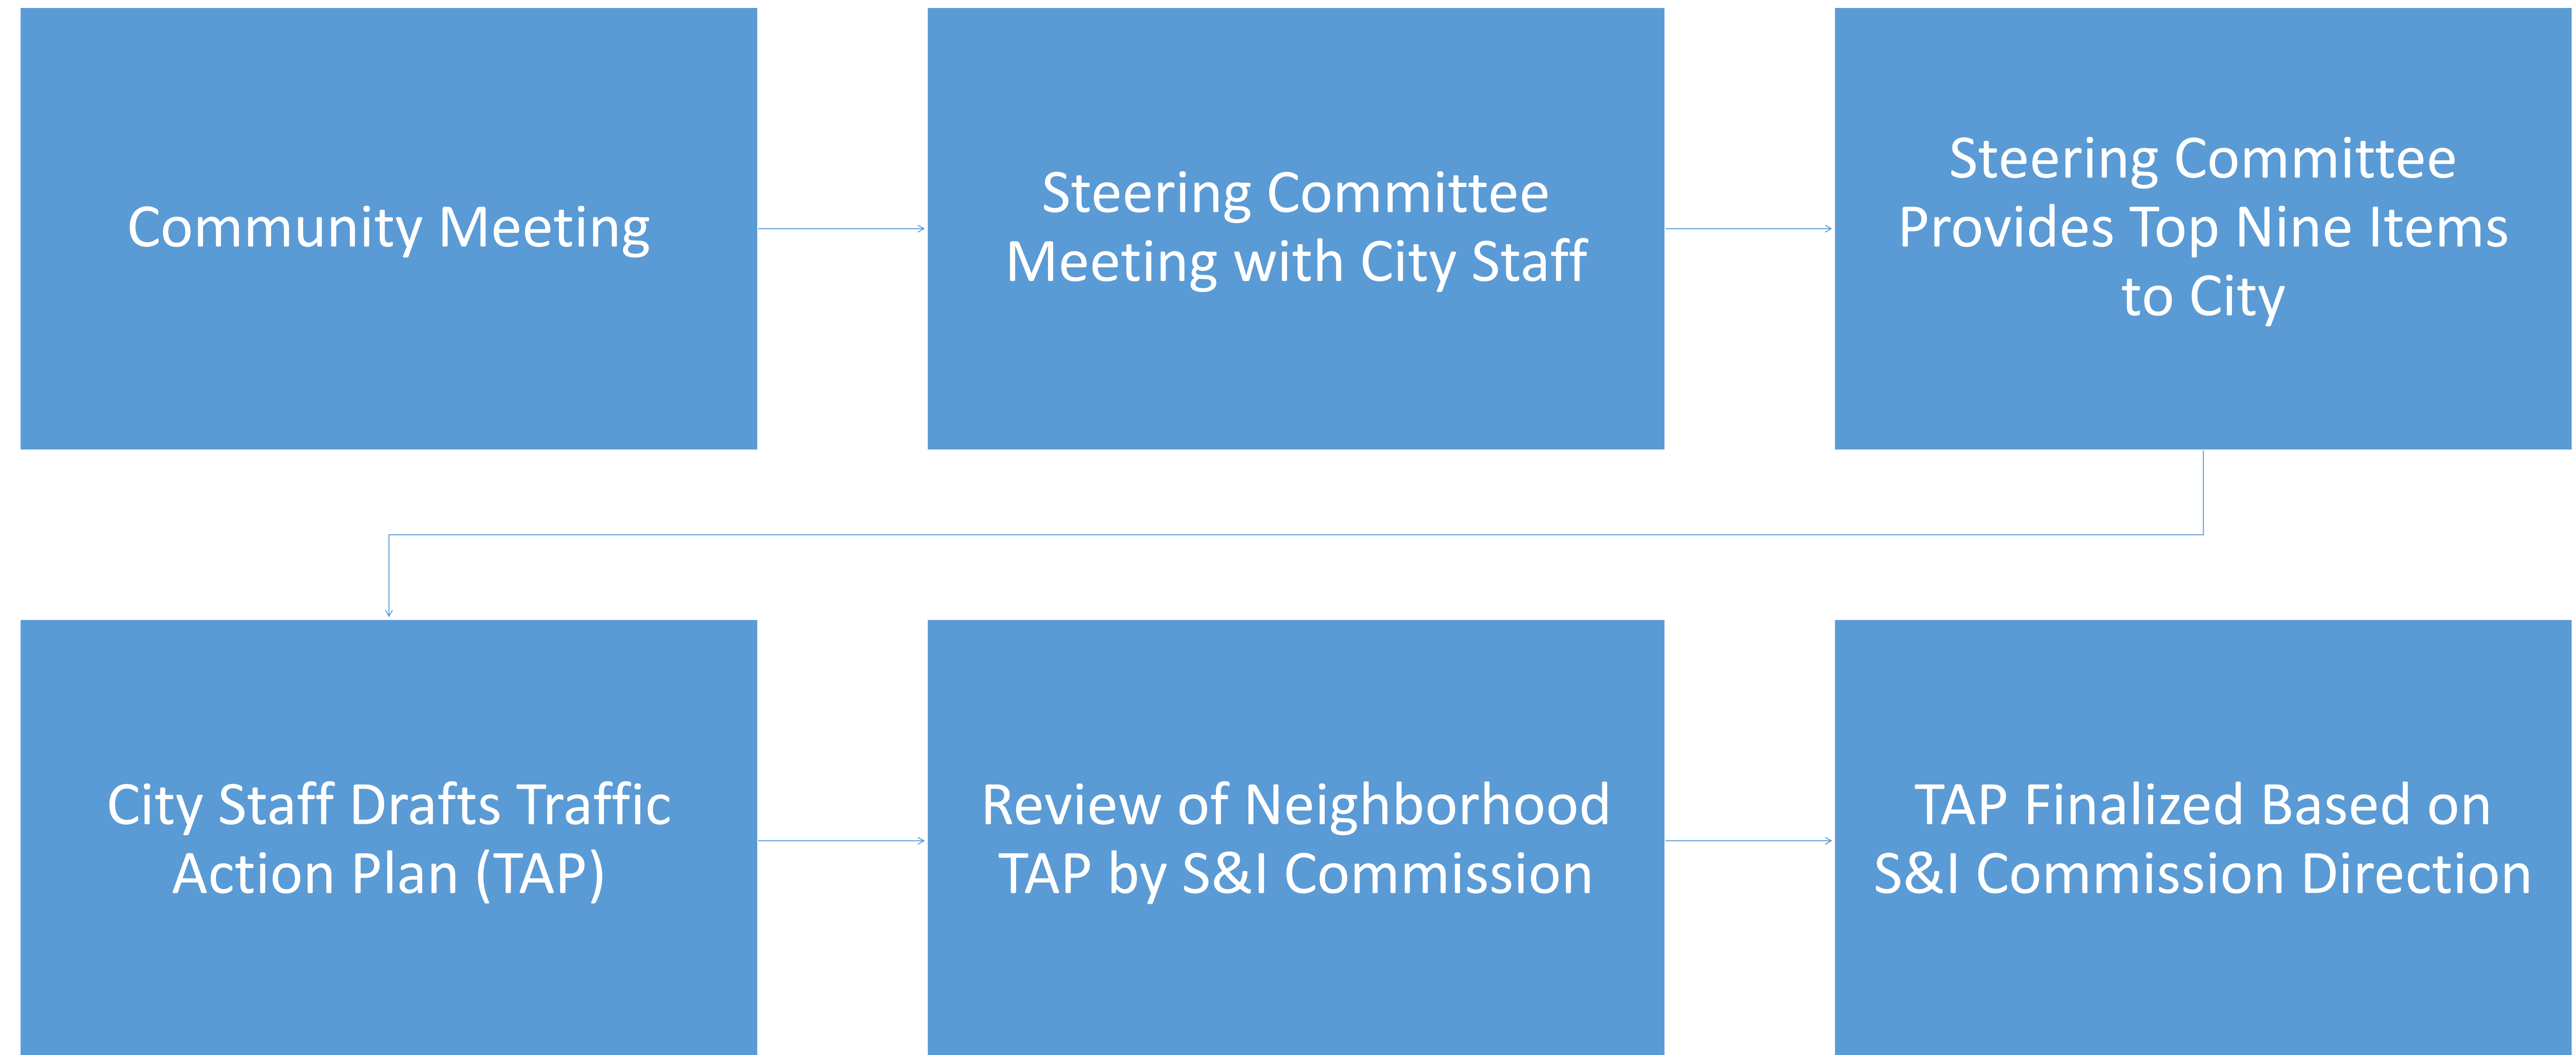 Community Meeting
Steering Committee
Meeting with City Staff
Steering Committee
Provides Top Nine Items
to City
City Staff Drafts Traffic
Action Plan (TAP)
Review of Neighborhood
TAP by S&I Commission
TAP Finalized Based on
S&I Commission Direction